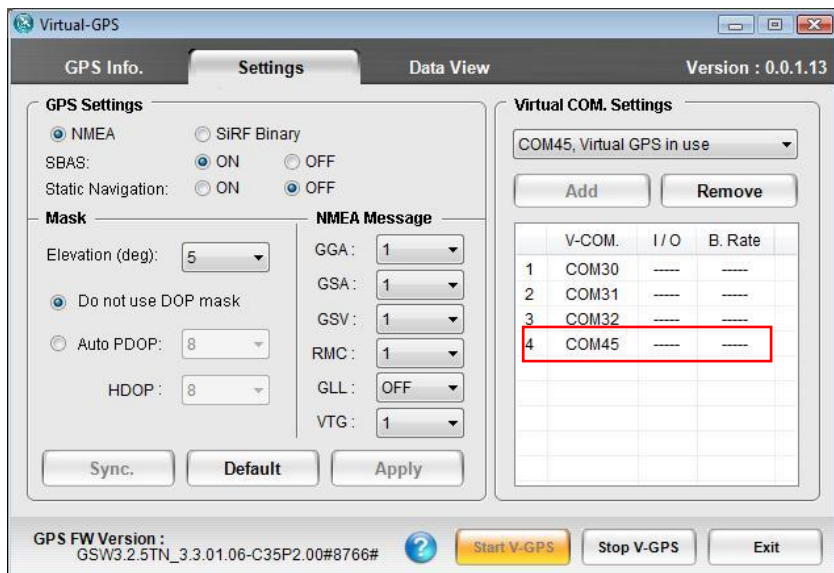 Virtual-GPS
GPS Info. Settings Data View Version : 0.0.1.13
GPS Settings
NMEA SiRF Binary
SBAS: ON OFF
Static Navigation: ON OFF
Mask
Elevation (deg): 5
Do not use DOP mask
Auto PDOP: 8
HDOP : 8
NMEA Message
GGA : 1
GSA : 1
GSV : 1
RMC : 1
GLL : OFF
VTG : 1
Sync. Default Apply
Virtual COM. Settings
COM45, Virtual GPS in use
Add Remove
V-COM. I / O B. Rate
1 COM30 ----- -----
2 COM31 ----- -----
3 COM32 ----- -----
4 COM45 ----- -----
GPS FW Version :
GSW3.2.5TN_3.3.01.06-C35P2.00#8766#
? Start V-GPS Stop V-GPS Exit